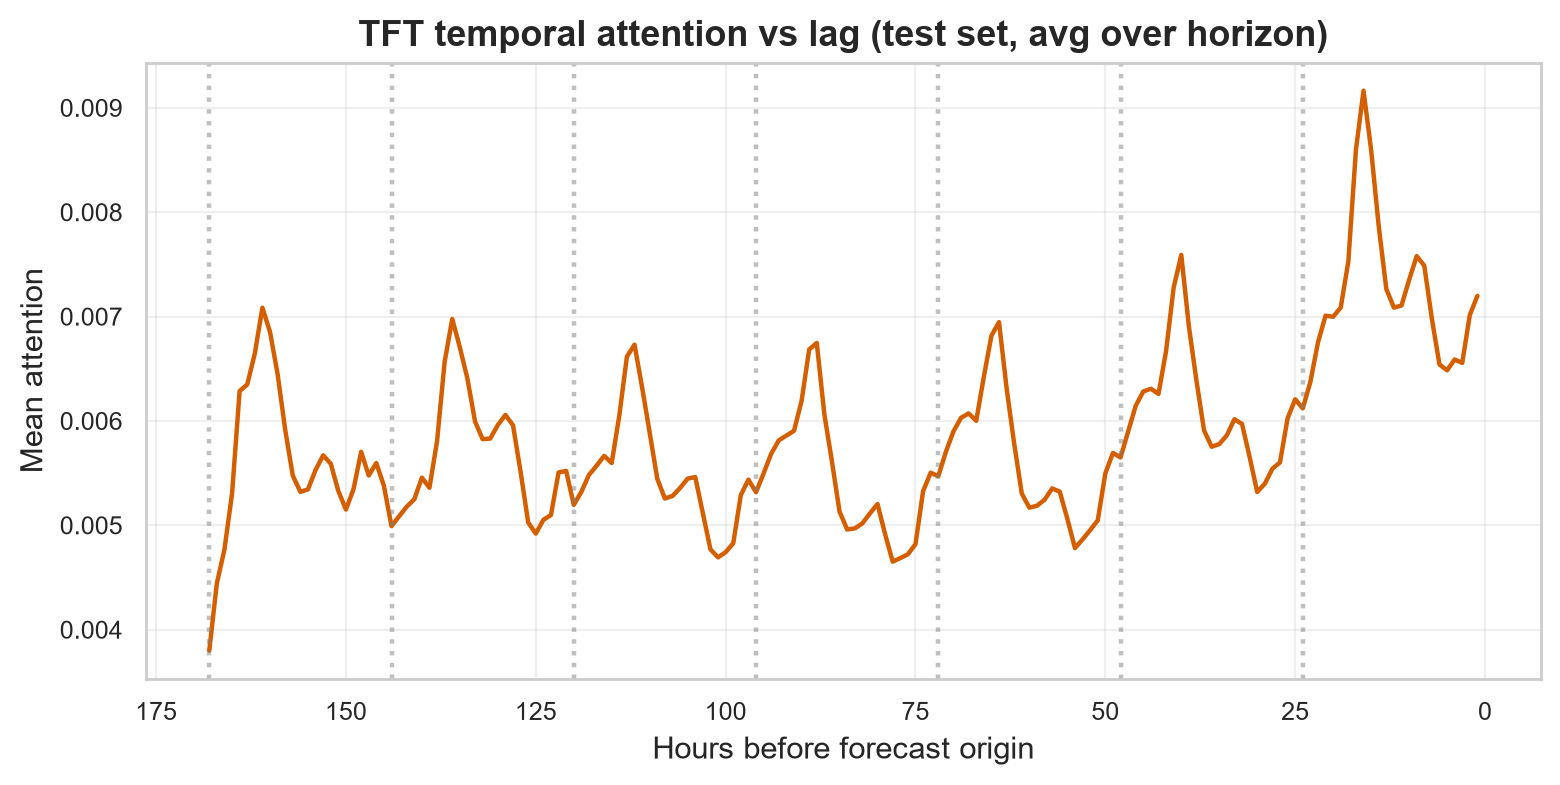 TFT temporal attention vs lag (test set, avg over horizon)
Mean attention
0.009
0.008
0.007
0.006
0.005
0.004
175 150 125 100 75 50 25 0
Hours before forecast origin